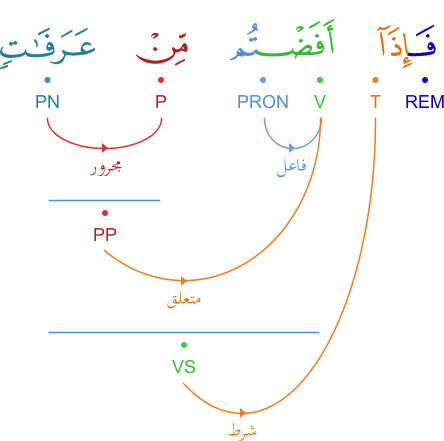 فَإِذَآ أَفَضْتُم مِّنْ عَرَفَـٰتٍ
REM T V PRON P PN
فاعل مجرور
PP
متعلق
VS
شرط